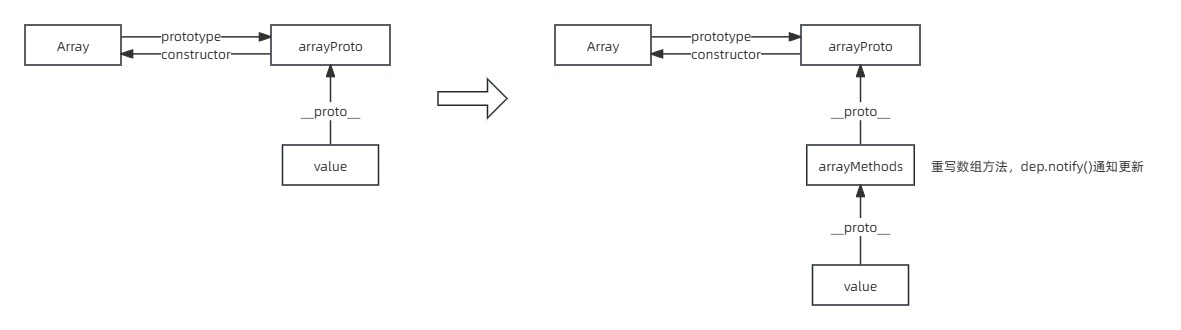 Array
prototype
constructor
arrayProto
__proto__
value
Array
prototype
constructor
arrayProto
__proto__
arrayMethods
重写数组方法，dep.notify()通知更新
__proto__
value